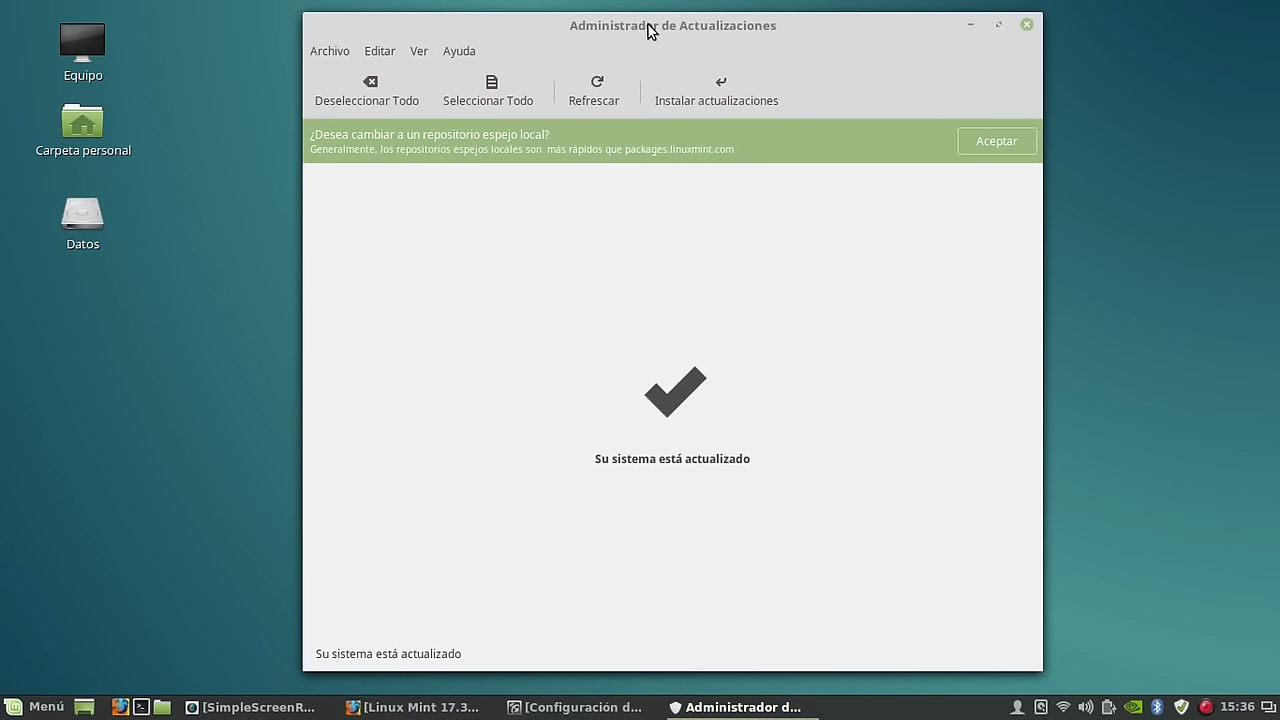 Equipo
Carpeta personal
Datos
Administrador de Actualizaciones
Archivo Editar Ver Ayuda
Deseleccionar Todo Seleccionar Todo Refrescar Instalar actualizaciones
¿Desea cambiar a un repositorio espejo local?
Generalmente, los repositorios espejos locales son  más rápidos que packages.linuxmint.com
Aceptar
Su sistema está actualizado
Su sistema está actualizado
Menú [SimpleScreenR... [Linux Mint 17.3... [Configuración d... Administrador d... 15:36